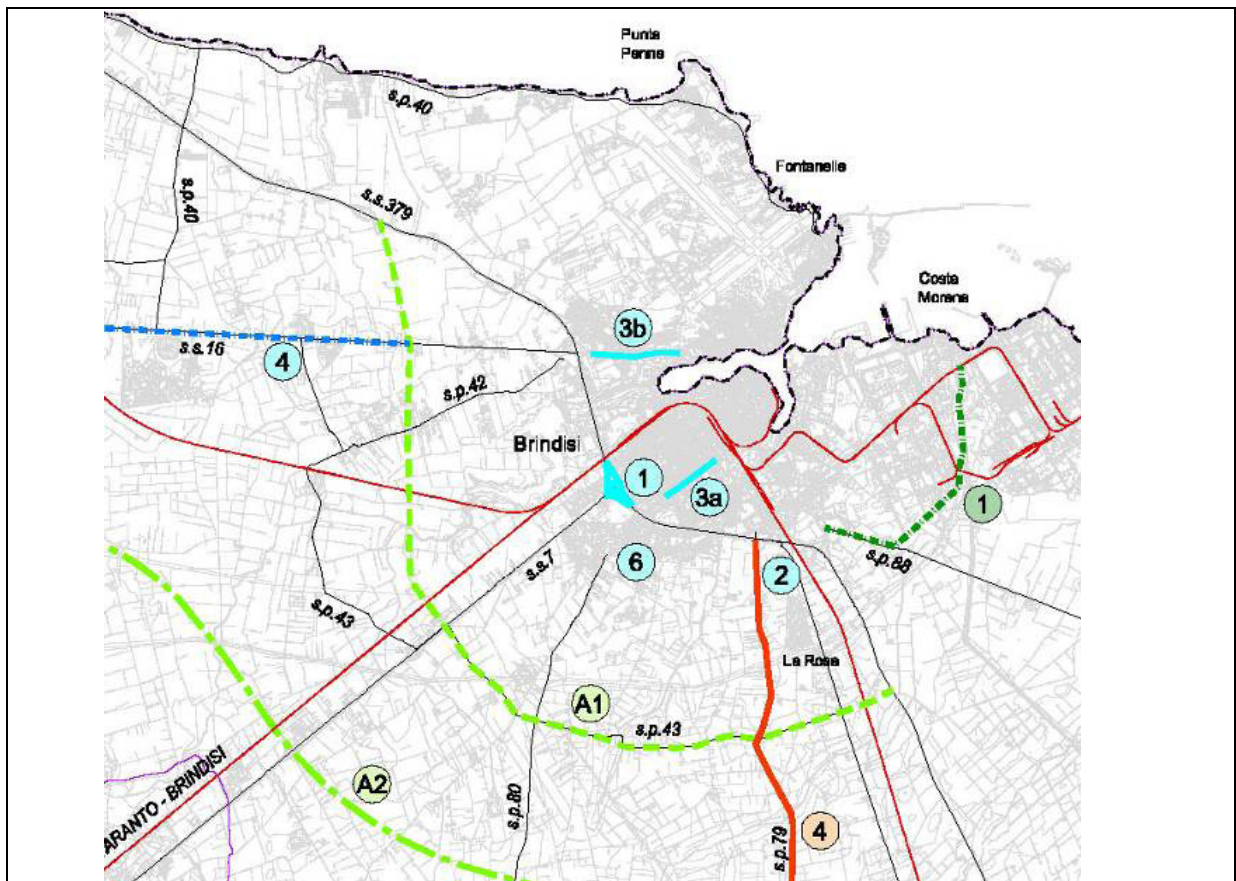 Punta
Penne
s.p.40
Fontanelle
s.p.40
s.s.379
Costa
Morena
3b
s.s.16
4
s.p.42
Brindisi
1
3a
1
s.p.88
6
2
s.s.7
s.p.43
La Rosa
A1
s.p.43
A2
s.p.80
4
s.p.79
ARANTO - BRINDISI